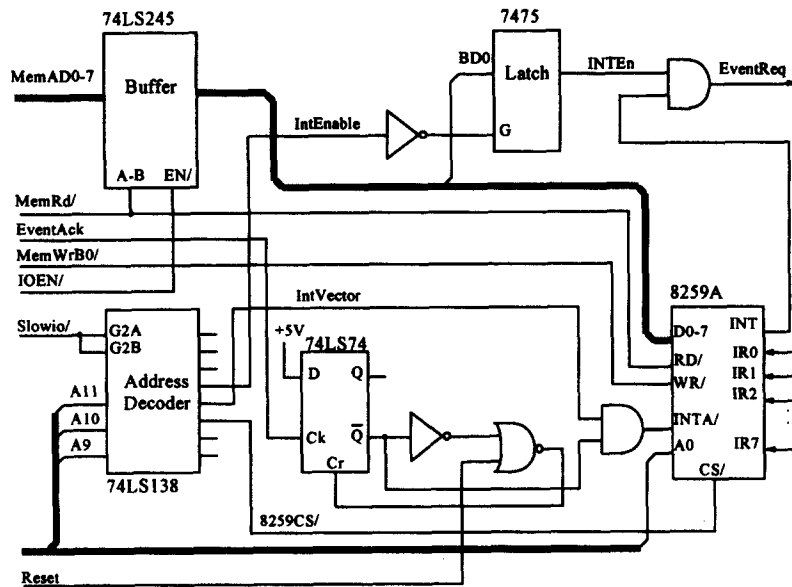 74LS245
7475
MemAD0-7
Buffer
BD0
Latch
INTEn
EventReq
IntEnable
G
A-B
EN/
MemRd/
EventAck
MemWrB0/
IOEN/
IntVector
8259A
Slowio/
G2A
G2B
+5V
74LS74
D0-7
INT
RD/
IR0
WR/
IR1
IR2
A11
Address
Decoder
D
Q
A10
A9
Ck
Q
INTA/
A0
IR7
Cr
CS/
74LS138
8259CS/
Reset